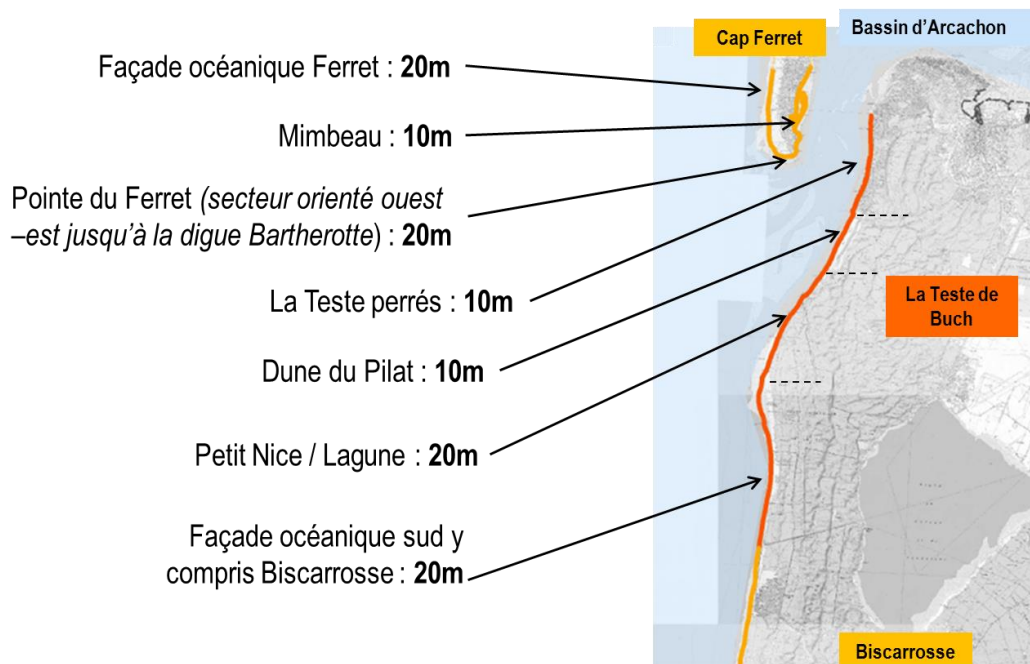 Cap Ferret
Bassin d'Arcachon
Façade océanique Ferret : 20m
Mimbeau : 10m
Pointe du Ferret (secteur orienté ouest
–est jusqu'à la digue Bartherotte) : 20m
La Teste perrés : 10m
La Teste de
Buch
Dune du Pilat : 10m
Petit Nice / Lagune : 20m
Façade océanique sud y
compris Biscarrosse : 20m
Biscarrosse